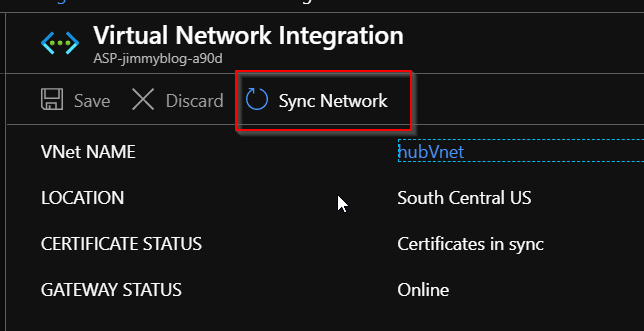 Virtual Network Integration
ASP-jimmyblog-a90d
Save Discard Sync Network
VNet NAME hubVnet
LOCATION South Central US
CERTIFICATE STATUS Certificates in sync
GATEWAY STATUS Online